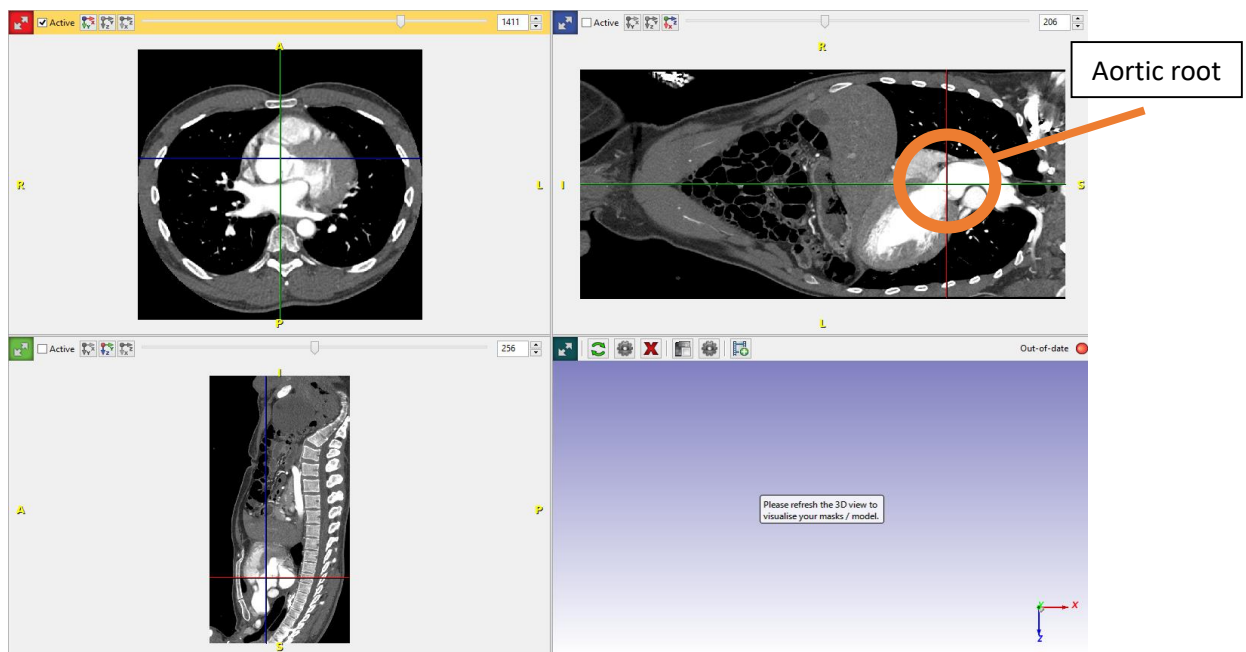 Active
1411
A
R
L
P
Active
206
R
I
S
L
Aortic root
Active
256
I
A
P
S
Out-of-date
Please refresh the 3D view to
visualise your masks / model.
Y
X
Z